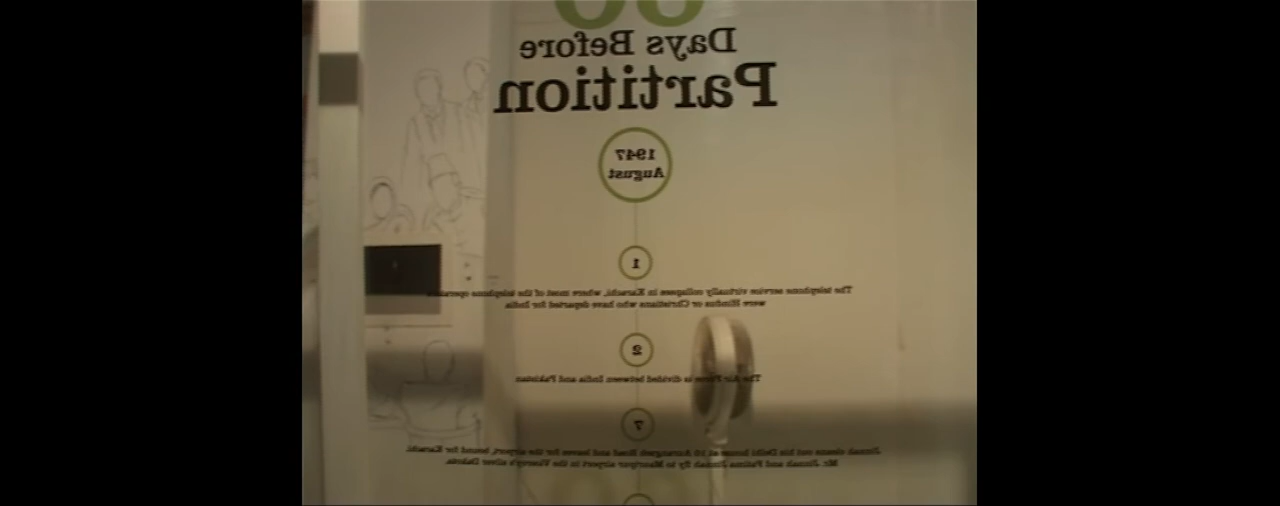 60
Days Before
Partition
1947
August
1
The telephone service virtually collapses in Karachi, where most of the telephone operators
were Hindus or Christians who have departed for India
2
The Air Force is divided between India and Pakistan
7
Jinnah cleans out his Delhi house at 10 Aurangzeb Road and leaves for the airport, bound for Karachi.
Mr. Jinnah and Fatima Jinnah fly to Mauripur airport in the Viceroy's silver Dakota.